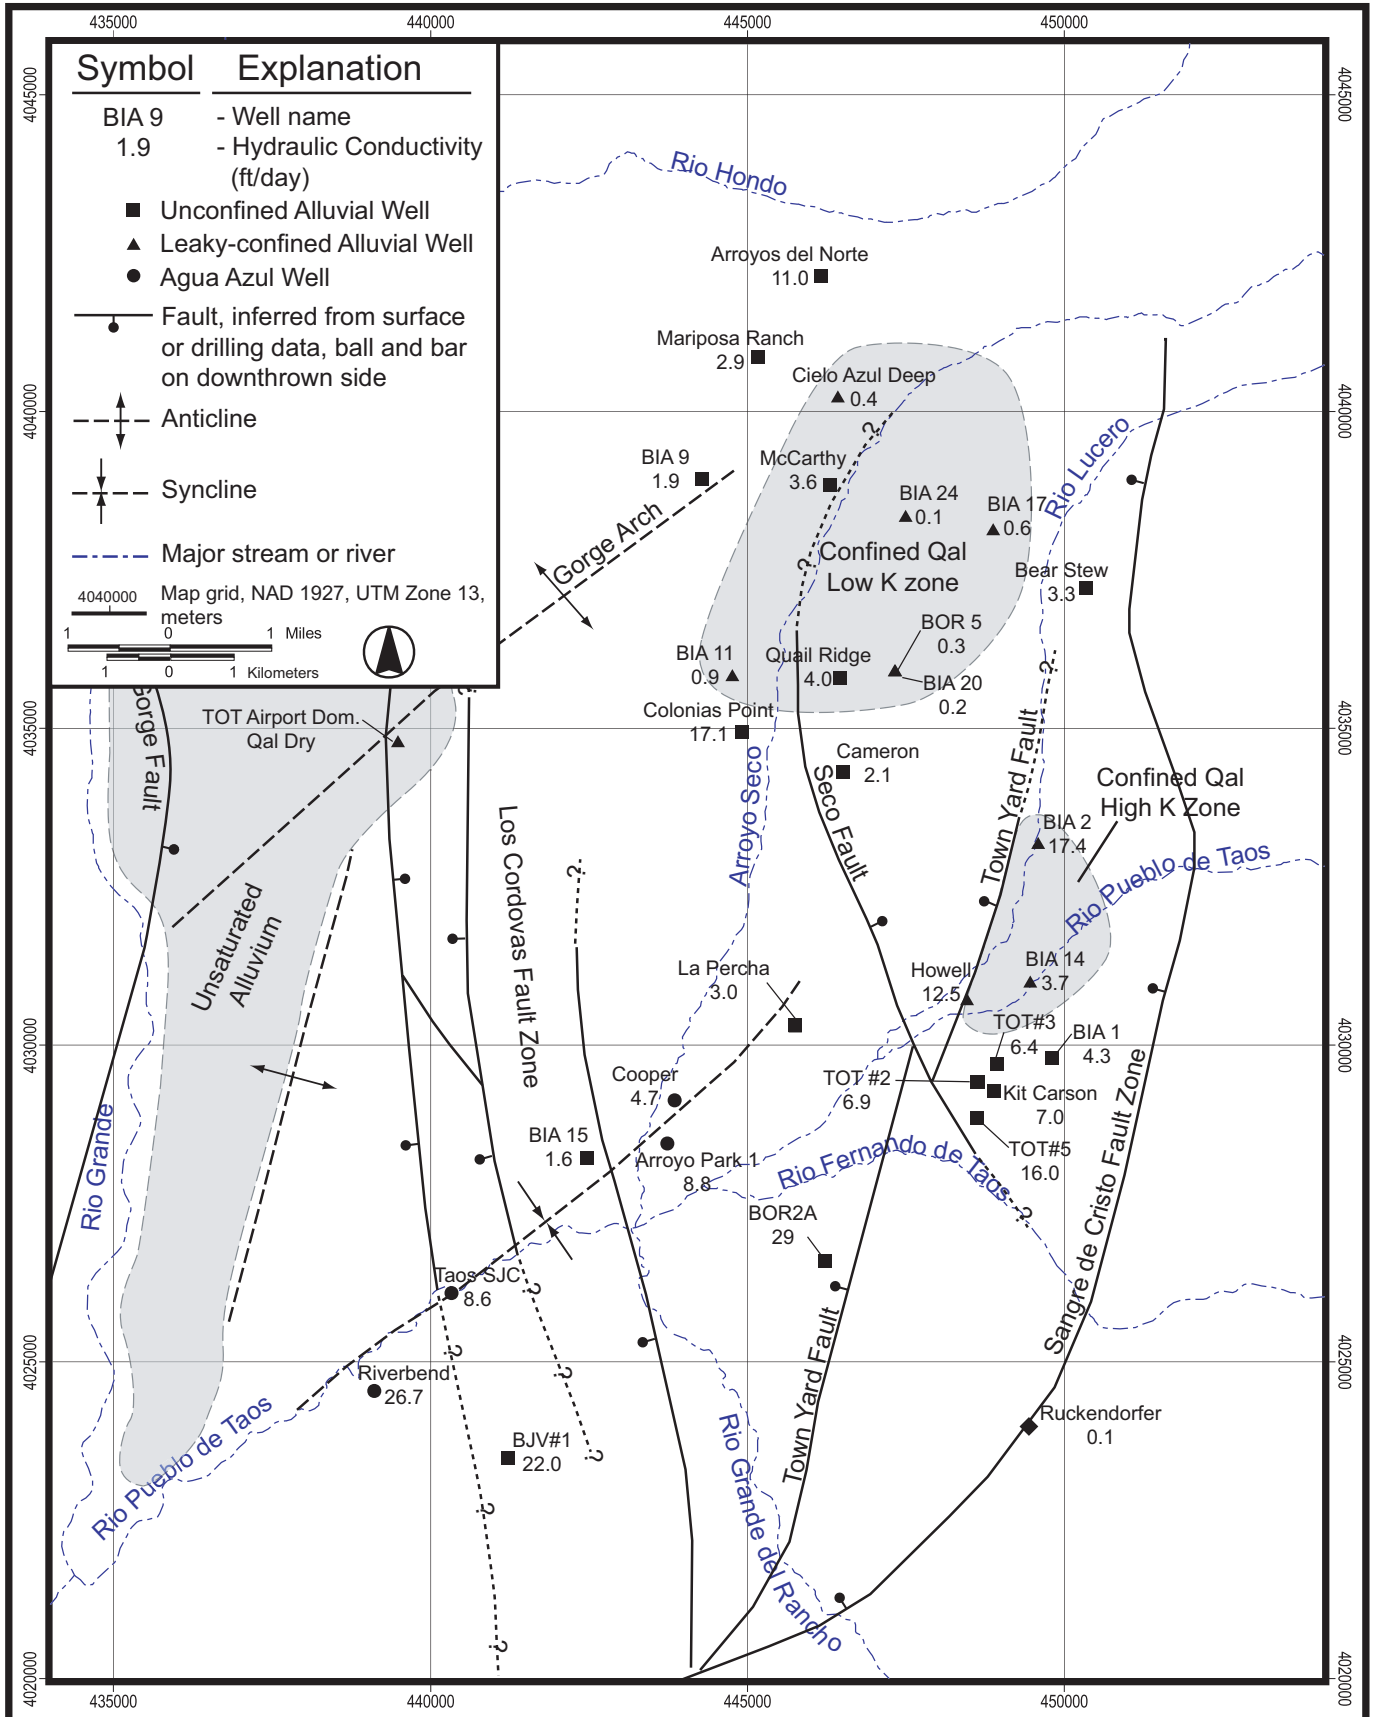 435000
440000
445000
450000
4045000
4045000
Symbol Explanation
BIA 9 - Well name
1.9 - Hydraulic Conductivity
(ft/day)
Unconfined Alluvial Well
Leaky-confined Alluvial Well
Agua Azul Well
Fault, inferred from surface
or drilling data, ball and bar
on downthrown side
Anticline
Syncline
Major stream or river
4040000
Map grid, NAD 1927, UTM Zone 13,
meters
1 0 1 Miles
1 0 1 Kilometers
Rio Hondo
Arroyos del Norte
11.0
Mariposa Ranch
2.9
Cielo Azul Deep
0.4
4040000
4040000
?
Rio Lucero
BIA 9
1.9
McCarthy
3.6
BIA 24
0.1
BIA 17
0.6
Gorge Arch
?
Confined Qal
Low K zone
Bear Stew
3.3
BOR 5
0.3
BIA 11
0.9
Quail Ridge
4.0
BIA 20
0.2
?
?
Colonias Point
17.1
Gorge Fault
TOT Airport Dom.
Qal Dry
4035000
4035000
Cameron
2.1
Arroyo Seco
Seco Fault
Town Yard Fault
Confined Qal
High K Zone
BIA 2
17.4
Rio Pueblo de Taos
Los Cordovas Fault Zone
?
Unsaturated
Alluvium
La Percha
3.0
Howell
12.5
BIA 14
3.7
TOT#3
6.4
BIA 1
4.3
4030000
4030000
Cooper
4.7
TOT #2
6.9
Kit Carson
7.0
BIA 15
1.6
Arroyo Park 1
8.8
TOT#5
16.0
Rio Fernando de Taos
?
Rio Grande
BOR2A
29
Sangre de Cristo Fault Zone
Taos SJC
8.6
?
?
?
4025000
4025000
Riverbend
26.7
Town Yard Fault
Ruckendorfer
0.1
BJV#1
22.0
?
Rio Pueblo de Taos
?
Rio Grande del Rancho
?
4020000
4020000
435000
440000
445000
450000